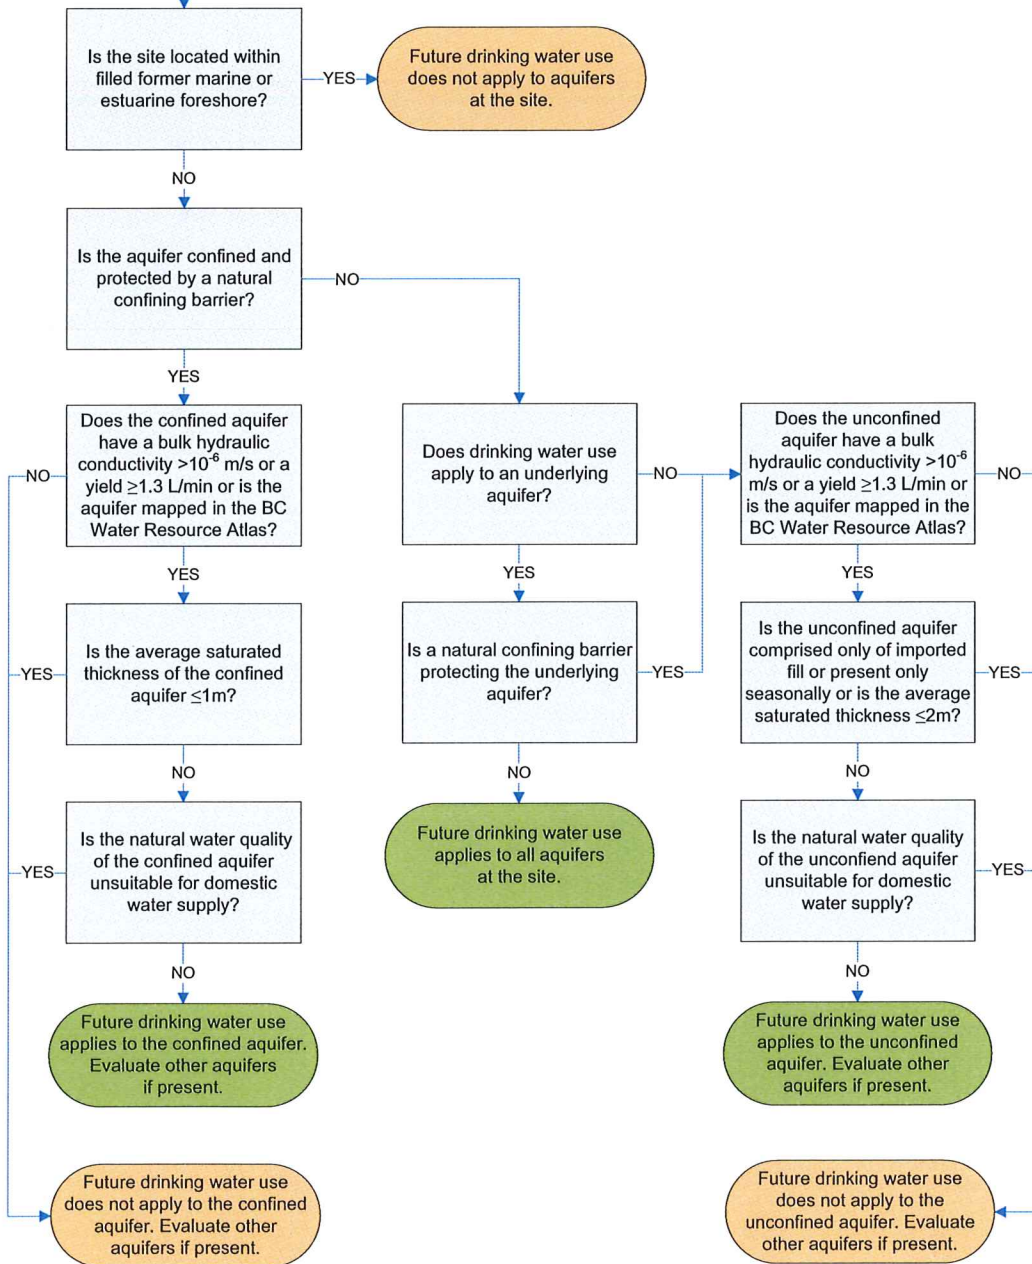 Is the site located within
filled former marine or
estuarine foreshore?
YES
Future drinking water use
does not apply to aquifers
at the site.
NO
Is the aquifer confined and
protected by a natural
confining barrier?
NO
YES
Does the confined aquifer
have a bulk hydraulic
conductivity >10⁻⁶ m/s or a
yield ≥1.3 L/min or is the
aquifer mapped in the BC
Water Resource Atlas?
NO
YES
Is the average saturated
thickness of the confined
aquifer ≤1m?
YES
NO
Is the natural water quality
of the confined aquifer
unsuitable for domestic
water supply?
YES
NO
Future drinking water use
applies to the confined aquifer.
Evaluate other aquifers
if present.
Future drinking water use
does not apply to the confined
aquifer. Evaluate other
aquifers if present.
Does drinking water use
apply to an underlying
aquifer?
NO
YES
Is a natural confining barrier
protecting the underlying
aquifer?
YES
NO
Future drinking water use
applies to all aquifers
at the site.
Does the unconfined
aquifer have a bulk
hydraulic conductivity >10⁻⁶
m/s or a yield ≥1.3 L/min or
is the aquifer mapped in the
BC Water Resource Atlas?
NO
YES
Is the unconfined aquifer
comprised only of imported
fill or present only
seasonally or is the average
saturated thickness ≤2m?
YES
NO
Is the natural water quality
of the unconfiend aquifer
unsuitable for domestic
water supply?
YES
NO
Future drinking water use
applies to the unconfined
aquifer. Evaluate other
aquifers if present.
Future drinking water use
does not apply to the
unconfined aquifer. Evaluate
other aquifers if present.